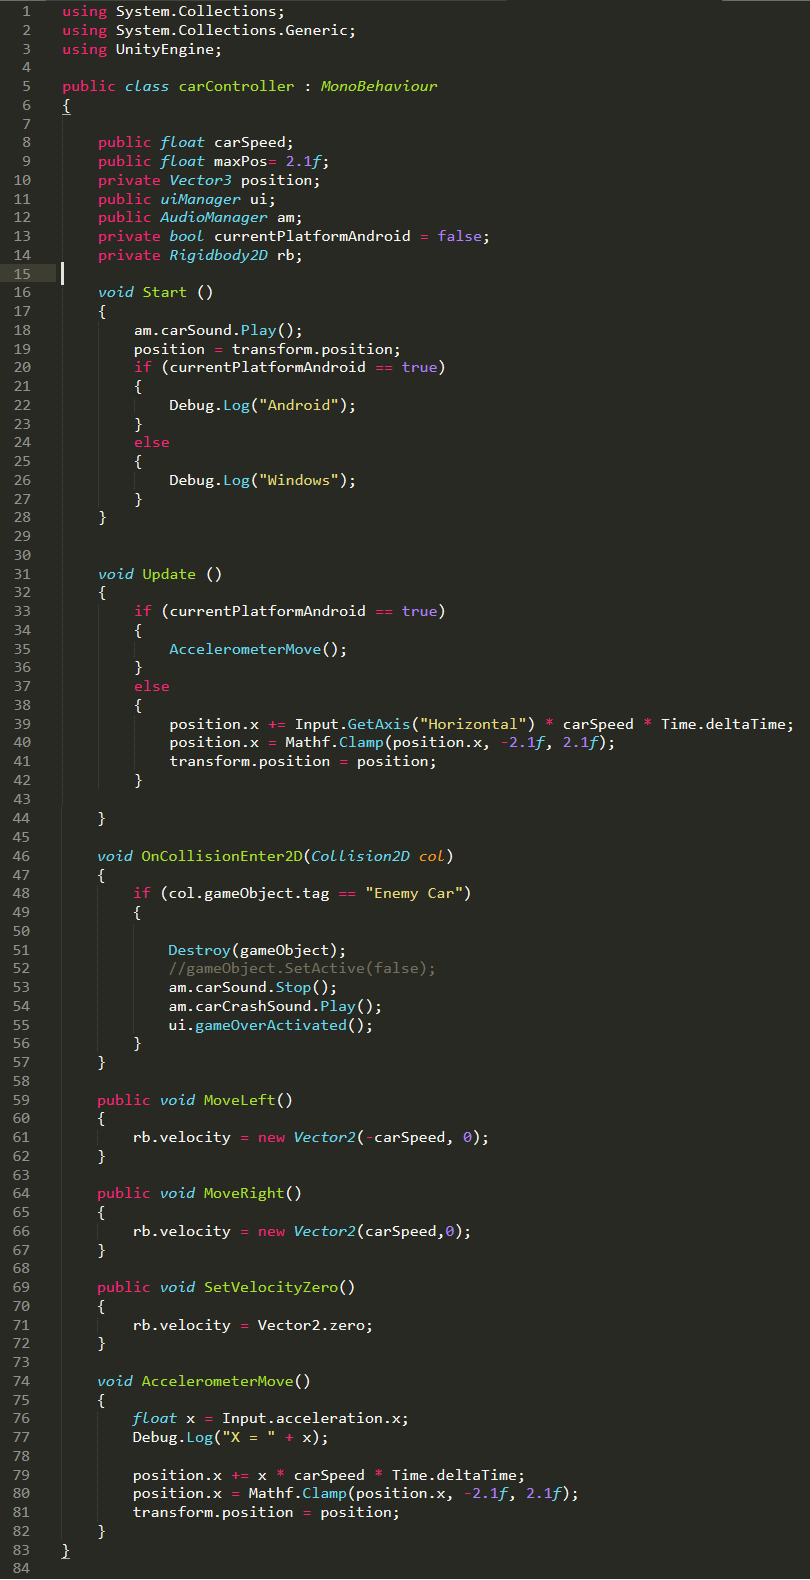 1 using System.Collections;
2 using System.Collections.Generic;
3 using UnityEngine;
4
5 public class carController : MonoBehaviour
6 {
7
8     public float carSpeed;
9     public float maxPos= 2.1f;
10     private Vector3 position;
11     public uiManager ui;
12     public AudioManager am;
13     private bool currentPlatformAndroid = false;
14     private Rigidbody2D rb;
15
16     void Start ()
17     {
18         am.carSound.Play();
19         position = transform.position;
20         if (currentPlatformAndroid == true)
21         {
22             Debug.Log("Android");
23         }
24         else
25         {
26             Debug.Log("Windows");
27         }
28     }
29
30
31     void Update ()
32     {
33         if (currentPlatformAndroid == true)
34         {
35             AccelerometerMove();
36         }
37         else
38         {
39             position.x += Input.GetAxis("Horizontal") * carSpeed * Time.deltaTime;
40             position.x = Mathf.Clamp(position.x, -2.1f, 2.1f);
41             transform.position = position;
42         }
43
44     }
45
46     void OnCollisionEnter2D(Collision2D col)
47     {
48         if (col.gameObject.tag == "Enemy Car")
49         {
50
51             Destroy(gameObject);
52             //gameObject.SetActive(false);
53             am.carSound.Stop();
54             am.carCrashSound.Play();
55             ui.gameOverActivated();
56         }
57     }
58
59     public void MoveLeft()
60     {
61         rb.velocity = new Vector2(-carSpeed, 0);
62     }
63
64     public void MoveRight()
65     {
66         rb.velocity = new Vector2(carSpeed,0);
67     }
68
69     public void SetVelocityZero()
70     {
71         rb.velocity = Vector2.zero;
72     }
73
74     void AccelerometerMove()
75     {
76         float x = Input.acceleration.x;
77         Debug.Log("X = " + x);
78
79         position.x += x * carSpeed * Time.deltaTime;
80         position.x = Mathf.Clamp(position.x, -2.1f, 2.1f);
81         transform.position = position;
82     }
83 }
84